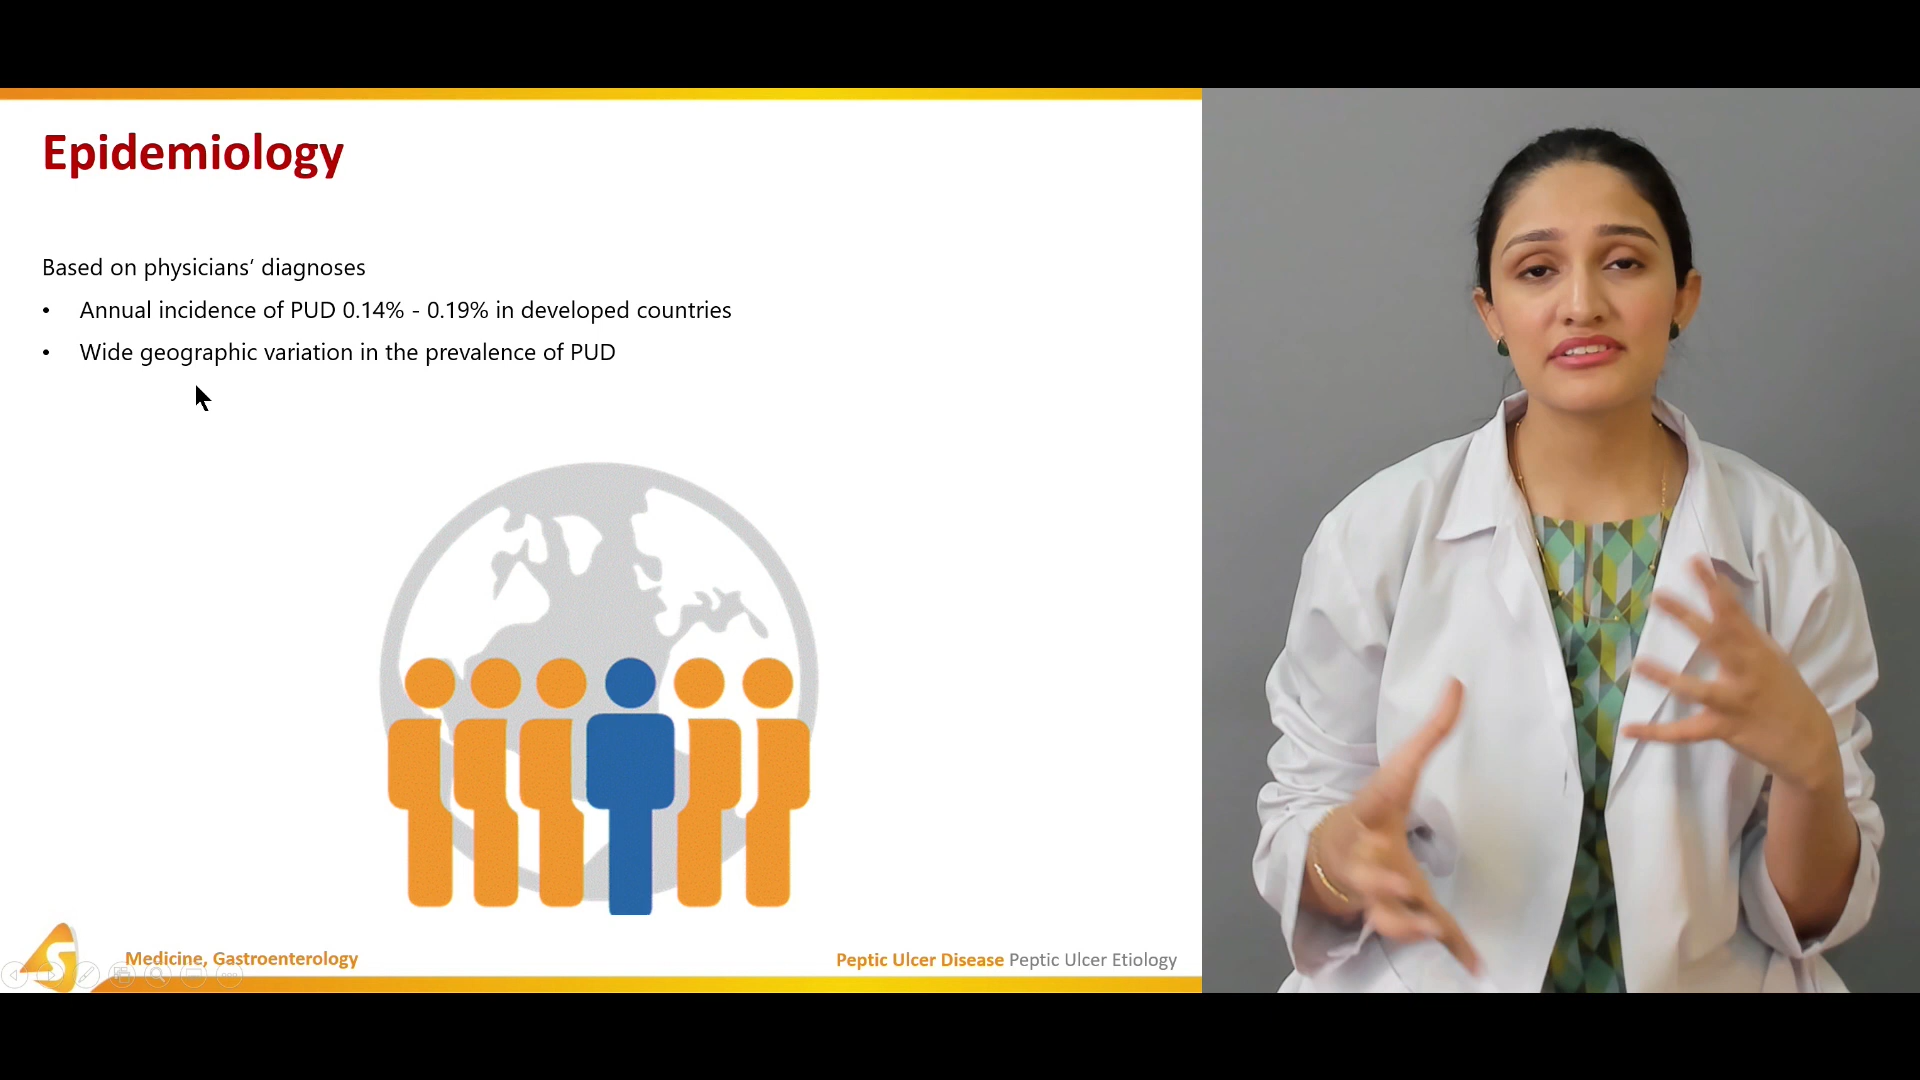 Epidemiology
Based on physicians’ diagnoses
• Annual incidence of PUD 0.14% - 0.19% in developed countries
• Wide geographic variation in the prevalence of PUD
S
Medicine, Gastroenterology
Peptic Ulcer Disease Peptic Ulcer Etiology